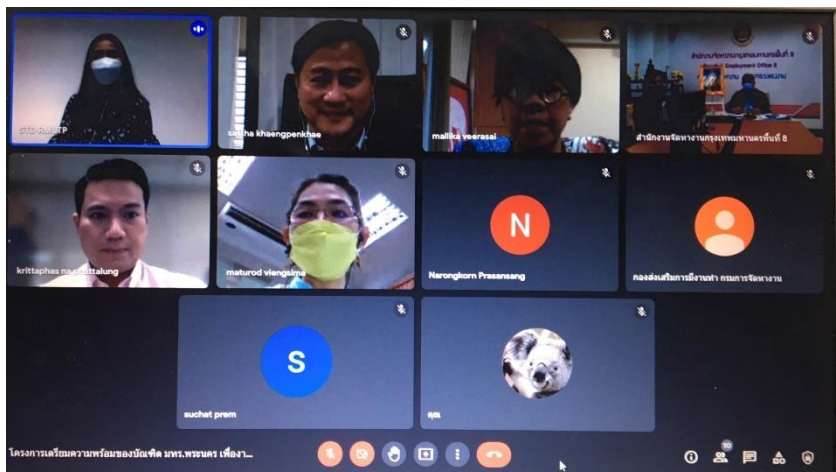 STD-RMUTP
khaengpenkhae
mallika veerasai
สำนักงานจัดหางานกรุงเทพมหานครพื้นที่ 8
Employment Office 8
krittaphas na
maturod viengsima
N
Narongkorn Prasansang
กองส่งเสริมการมีงานทำ กรมการจัดหางาน
S
suchat prem
คุณ
โครงการเตรียมความพร้อมของบัณฑิต มทร.พระนคร เพื่องา...
10